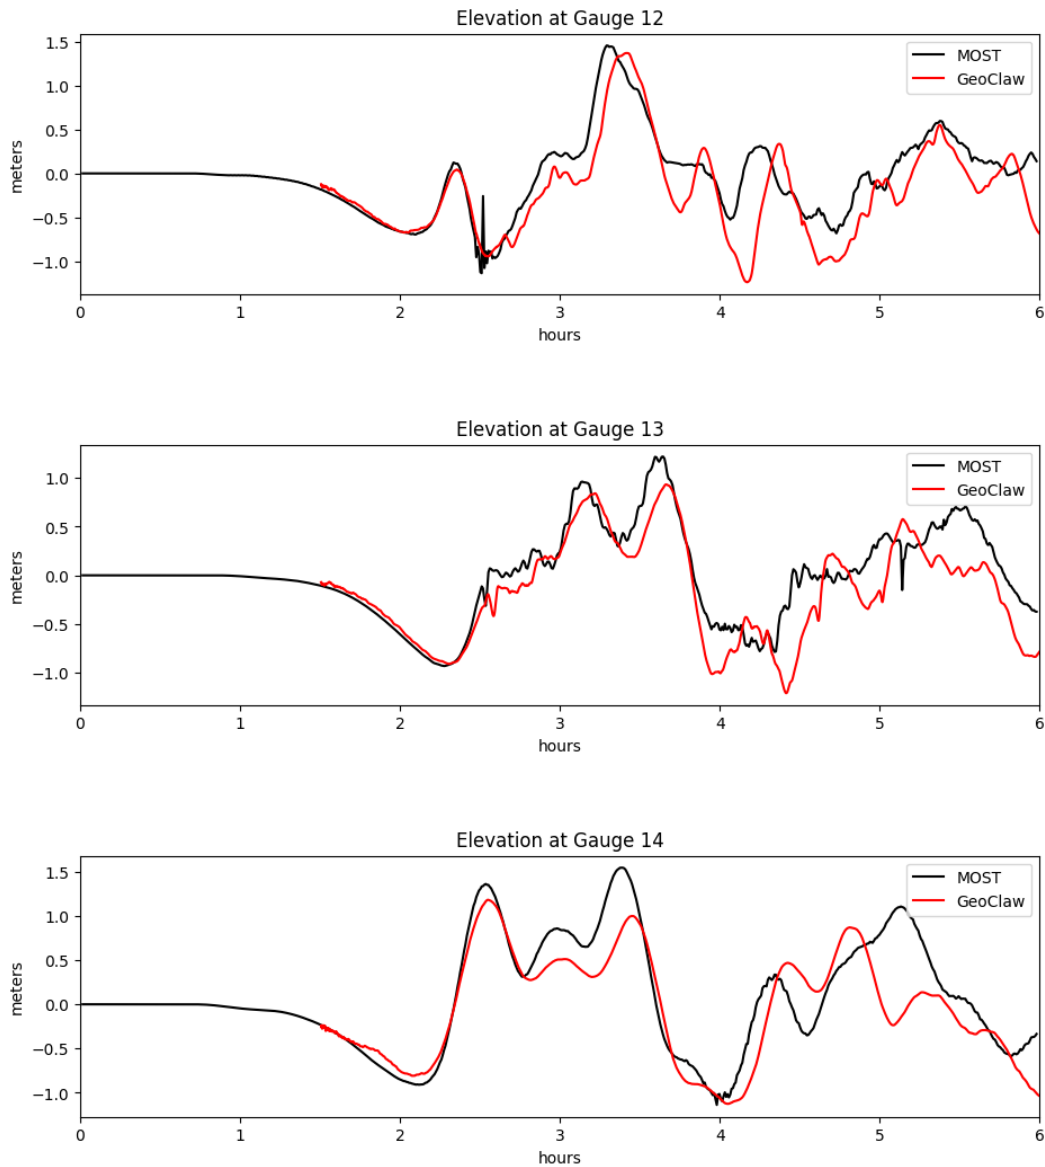 Elevation at Gauge 12
MOST
GeoClaw
meters
1.5
1.0
0.5
0.0
−0.5
−1.0
0 1 2 3 4 5 6
hours
Elevation at Gauge 13
MOST
GeoClaw
meters
1.0
0.5
0.0
−0.5
−1.0
0 1 2 3 4 5 6
hours
Elevation at Gauge 14
MOST
GeoClaw
meters
1.5
1.0
0.5
0.0
−0.5
−1.0
0 1 2 3 4 5 6
hours